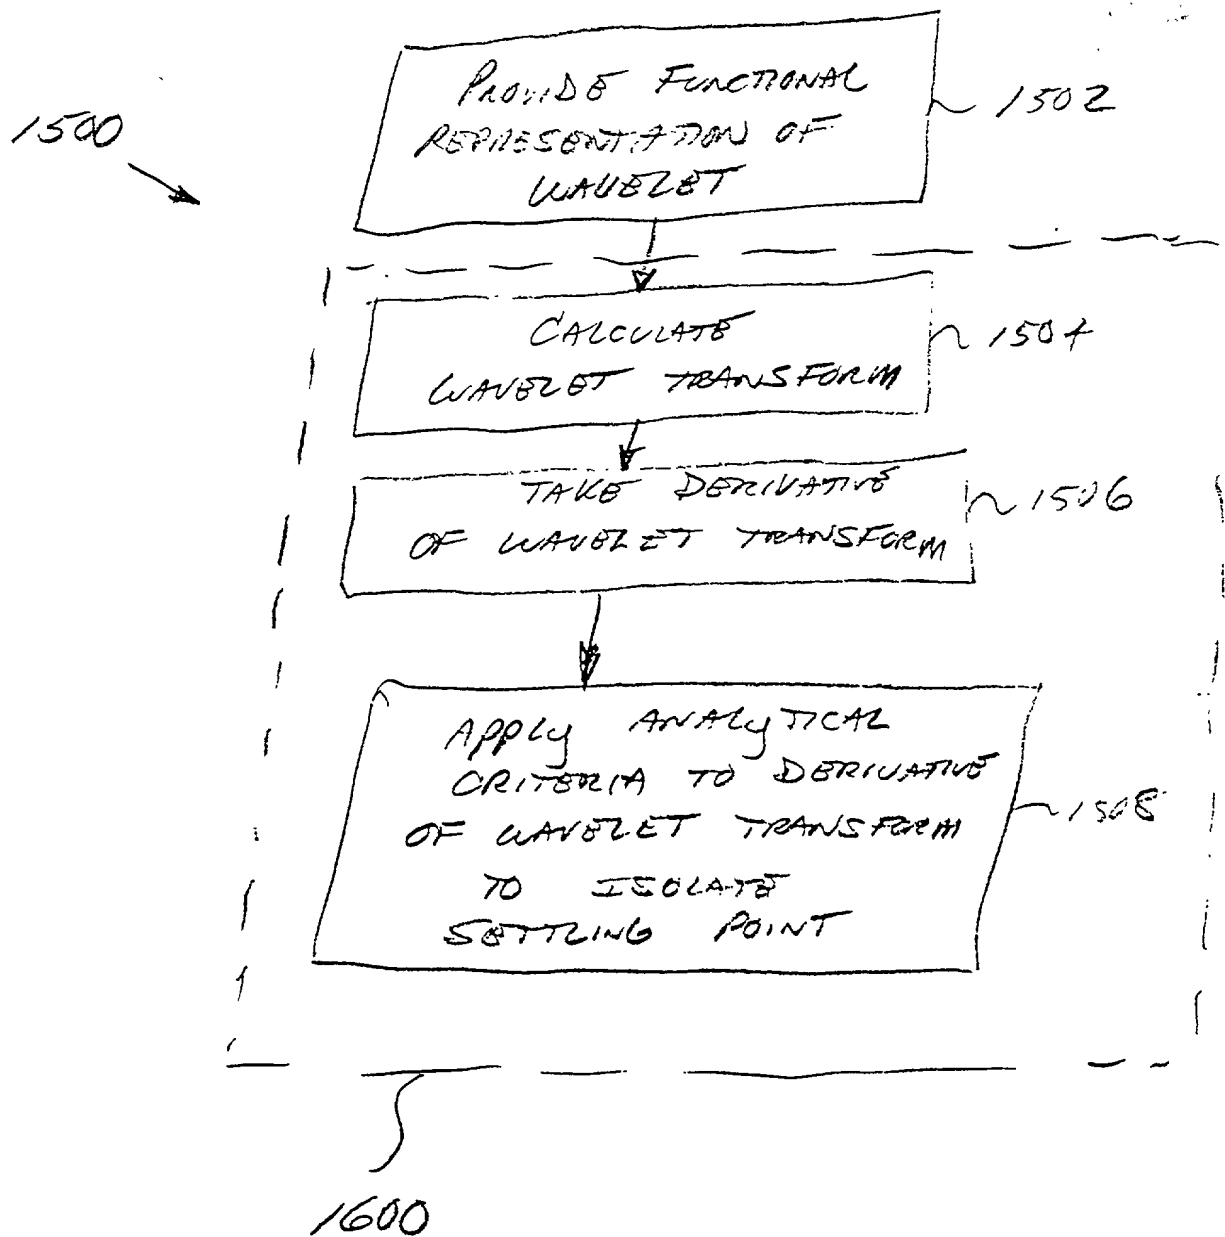 1500
PROVIDE FUNCTIONAL
REPRESENTATION OF
WAVELET
1502
CALCULATE
WAVELET TRANSFORM
1504
TAKE DERIVATIVE
OF WAVELET TRANSFORM
1506
APPLY ANALYTICAL
CRITERIA TO DERIVATIVE
OF WAVELET TRANSFORM
TO ISOLATE
SETTLING POINT
1508
1600